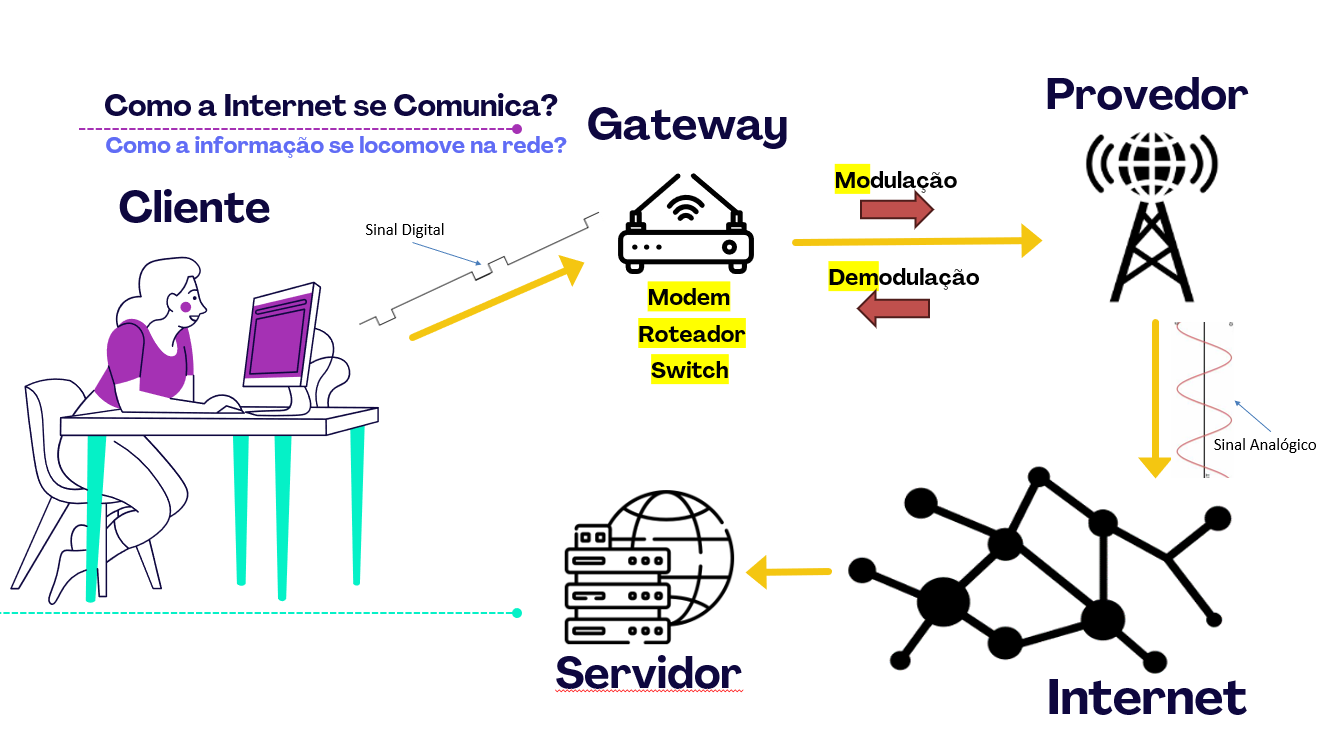 Como a Internet se Comunica?
Como a informação se locomove na rede?
Cliente
Sinal Digital
Gateway
Modem
Roteador
Switch
Modulação
Demodulação
Provedor
Sinal Analógico
Internet
Servidor